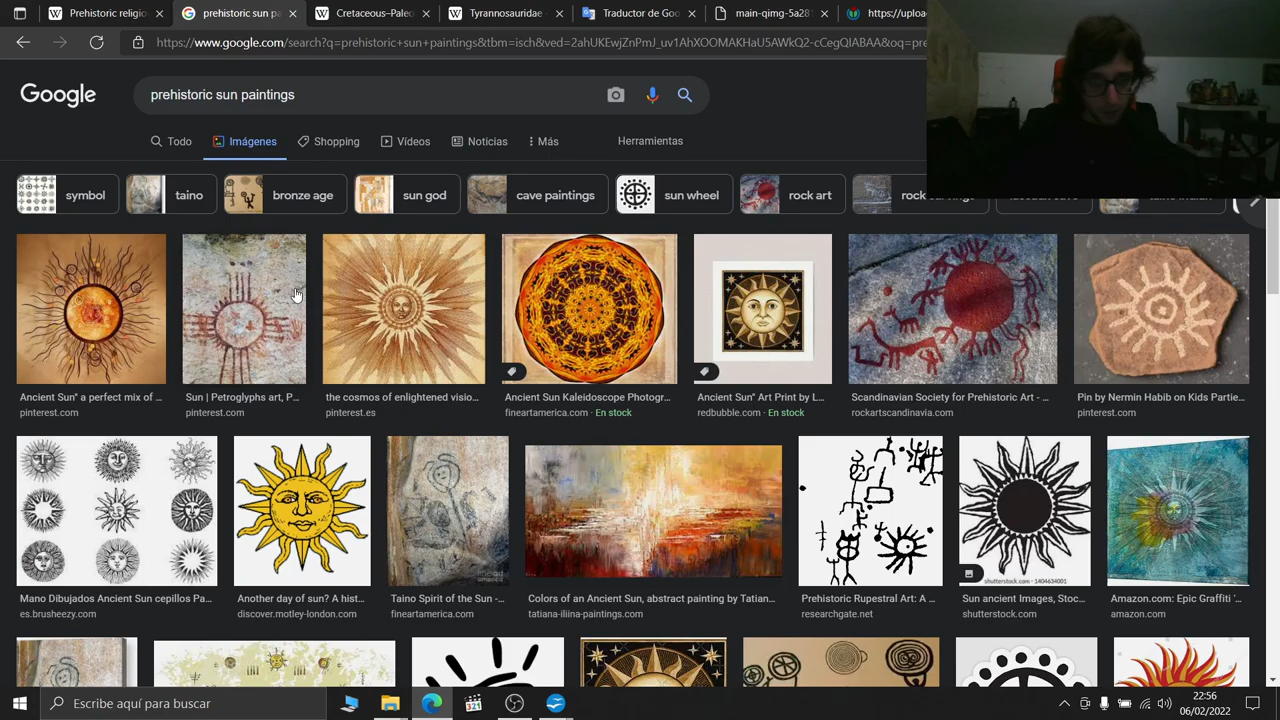 Prehistoric religio
prehistoric sun pa
Cretaceous–Paleo
Tyrannosauridae -
Traductor de Goo
main-qimg-5a281
https://upload
https://www.google.com/search?q=prehistoric+sun+paintings&tbm=isch&ved=2ahUKEwjZnPmJ_uv1AhXOOMAKHaU5AWkQ2-cCegQIABAA&oq=pre
Google
prehistoric sun paintings
Todo
Imágenes
Shopping
Vídeos
Noticias
Más
Herramientas
symbol
taino
bronze age
sun god
cave paintings
sun wheel
rock art
Ancient Sun" a perfect mix of ...
pinterest.com
Sun | Petroglyphs art, P...
pinterest.com
the cosmos of enlightened visio...
pinterest.es
Ancient Sun Kaleidoscope Photogr...
fineartamerica.com · En stock
Ancient Sun" Art Print by L...
redbubble.com · En stock
Scandinavian Society for Prehistoric Art - ...
rockartscandinavia.com
Pin by Nermin Habib on Kids Partie...
pinterest.com
Mano Dibujados Ancient Sun cepillos Pa...
es.brusheezy.com
Another day of sun? A hist...
discover.motley-london.com
Taino Spirit of the Sun -...
fineartamerica.com
Colors of an Ancient Sun, abstract painting by Tatian...
tatiana-iliina-paintings.com
Prehistoric Rupestral Art: A ...
researchgate.net
shutterstock.com · 1404634001
Sun ancient Images, Stoc...
shutterstock.com
Amazon.com: Epic Graffiti '...
amazon.com
Escribe aquí para buscar
321
22:56
06/02/2022